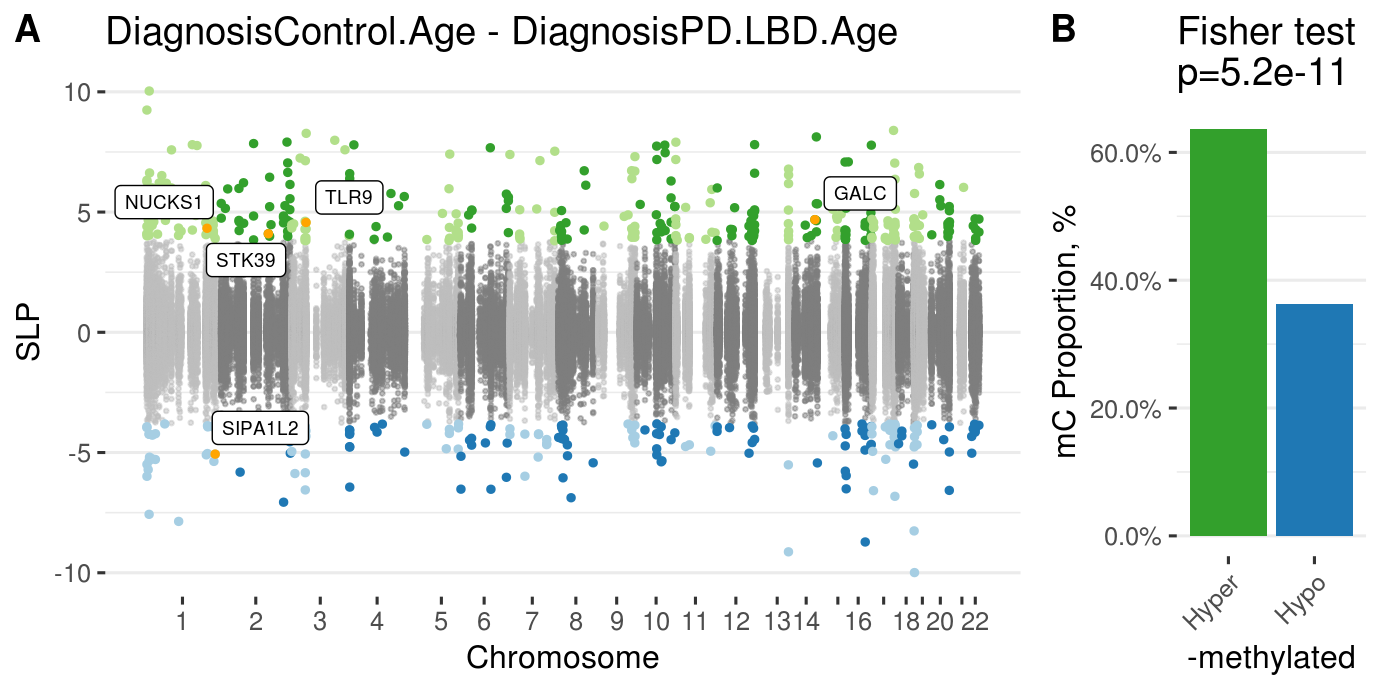 A
DiagnosisControl.Age - DiagnosisPD.LBD.Age
SLP
10
5
0
-5
-10
NUCKS1
TLR9
GALC
STK39
SIPA1L2
1 2 3 4 5 6 7 8 9 10 11 12 13 14 16 18 20 22
Chromosome
B
Fisher test
p=5.2e-11
mC Proportion, %
60.0%
40.0%
20.0%
0.0%
Hyper Hypo
-methylated